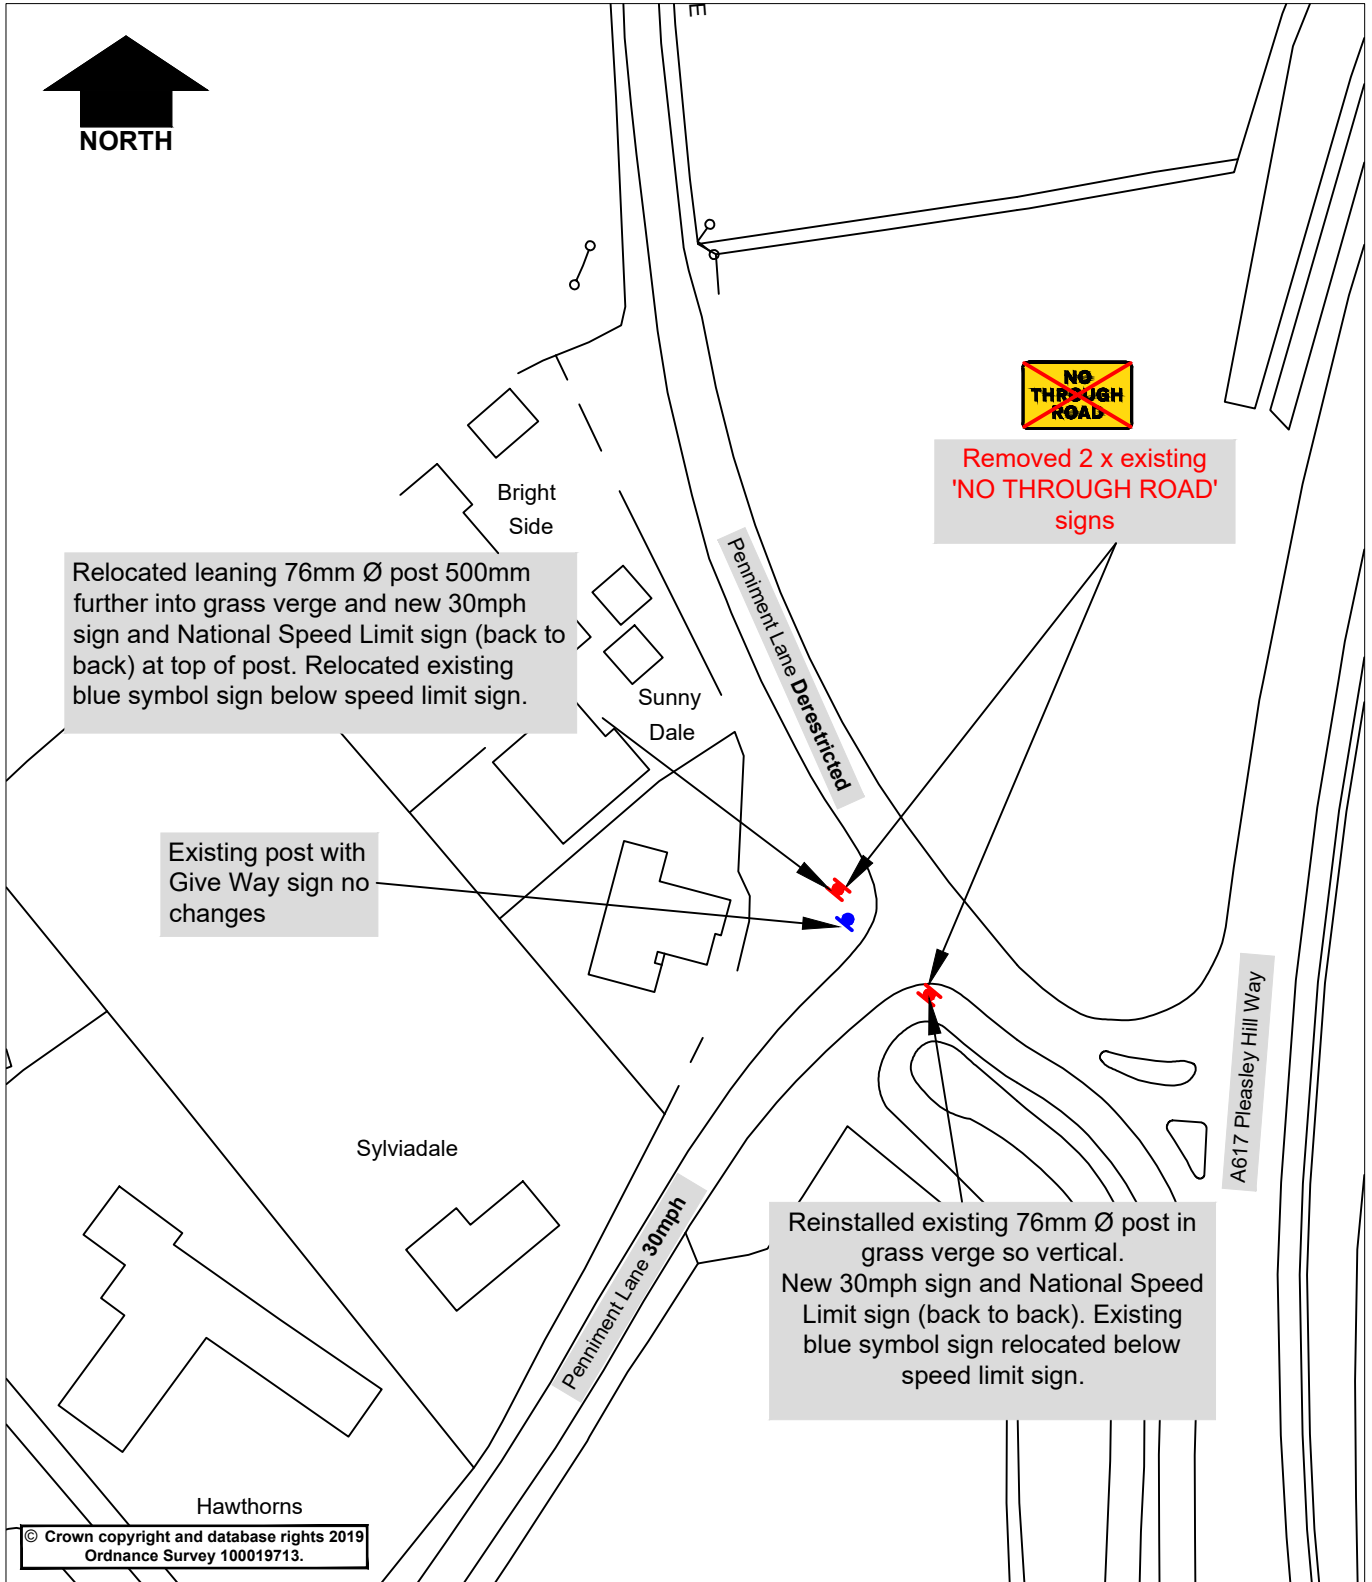 E
NORTH
NO
THROUGH
ROAD
Removed 2 x existing
'NO THROUGH ROAD'
signs
Bright
Side
Relocated leaning 76mm Ø post 500mm
further into grass verge and new 30mph
sign and National Speed Limit sign (back to
back) at top of post. Relocated existing
blue symbol sign below speed limit sign.
Penniment Lane Derestricted
Sunny
Dale
Existing post with
Give Way sign no
changes
A617 Pleasley Hill Way
Sylviadale
Penniment Lane 30mph
Reinstalled existing 76mm Ø post in
grass verge so vertical.
New 30mph sign and National Speed
Limit sign (back to back). Existing
blue symbol sign relocated below
speed limit sign.
Hawthorns
© Crown copyright and database rights 2019
Ordnance Survey 100019713.